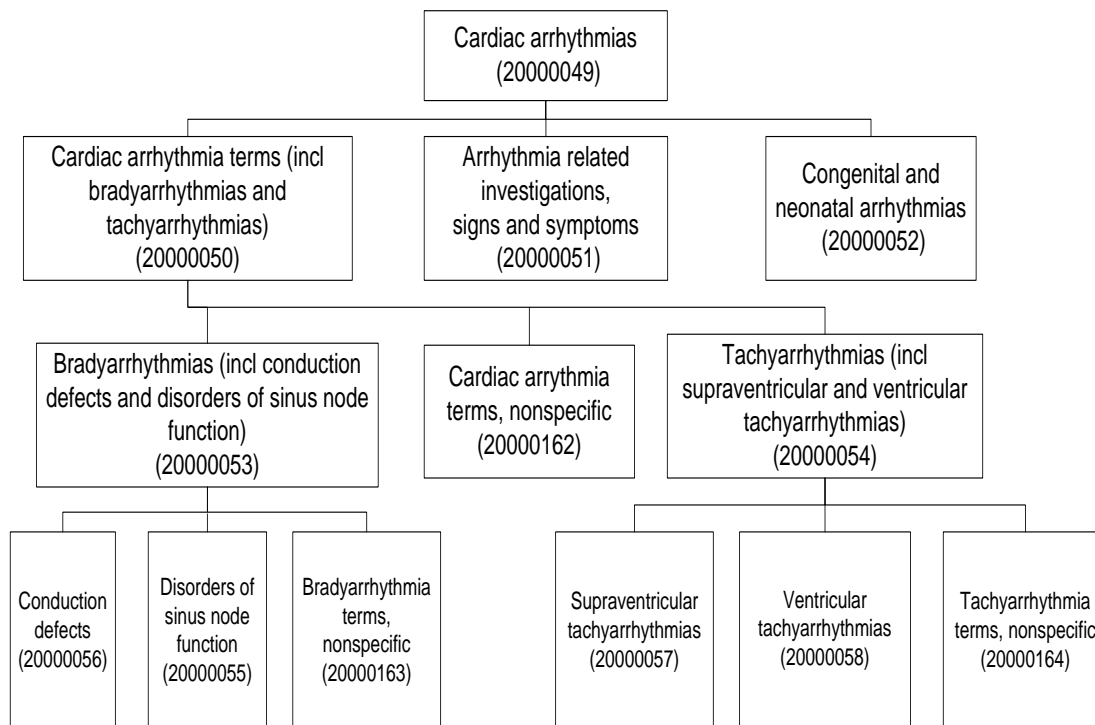 Cardiac arrhythmias
(20000049)
Cardiac arrhythmia terms (incl
bradyarrhythmias and
tachyarrhythmias)
(20000050)
Arrhythmia related
investigations,
signs and symptoms
(20000051)
Congenital and
neonatal arrhythmias
(20000052)
Bradyarrhythmias (incl conduction
defects and disorders of sinus node
function)
(20000053)
Cardiac arrythmia
terms, nonspecific
(20000162)
Tachyarrhythmias (incl
supraventricular and ventricular
tachyarrhythmias)
(20000054)
Conduction
defects
(20000056)
Disorders of
sinus node
function
(20000055)
Bradyarrhythmia
terms,
nonspecific
(20000163)
Supraventricular
tachyarrhythmias
(20000057)
Ventricular
tachyarrhythmias
(20000058)
Tachyarrhythmia
terms, nonspecific
(20000164)